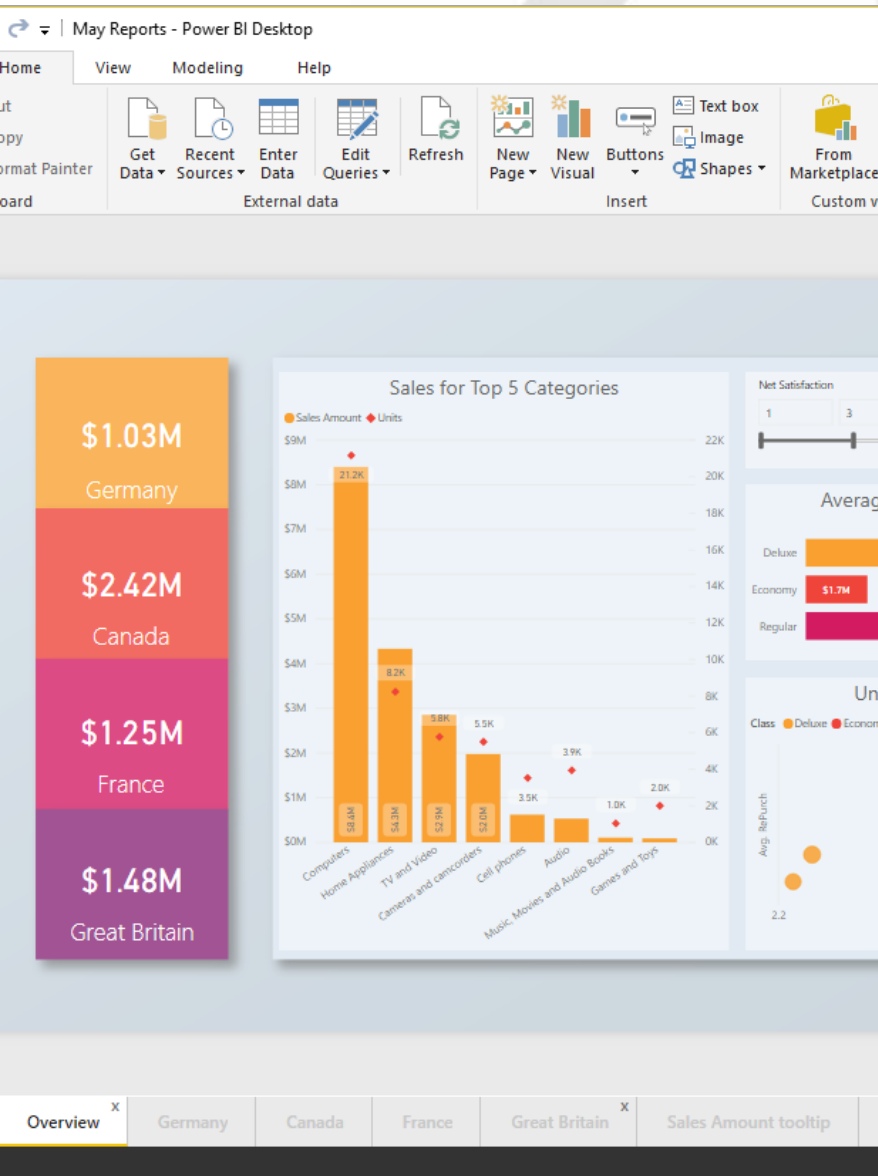 May Reports - Power BI Desktop
Home View Modeling Help
ut
opy
ormat Painter
oard
Get Data
Recent Sources
Enter Data
Edit Queries
Refresh
External data
New Page
New Visual
Buttons
Text box
Image
Shapes
Insert
From Marketplace
Custom v
$1.03M
Germany
$2.42M
Canada
$1.25M
France
$1.48M
Great Britain
Sales for Top 5 Categories
Sales Amount Units
$9M
$8M
$7M
$6M
$5M
$4M
$3M
$2M
$1M
$0M
22K
20K
18K
16K
14K
12K
10K
8K
6K
4K
2K
0K
21.2K
8.2K
5.8K
5.5K
3.5K
3.9K
1.0K
2.0K
$8.4M
$4.3M
$2.9M
$2.0M
Computers
Home Appliances
TV and Video
Cameras and camcorders
Cell phones
Audio
Music, Movies and Audio Books
Games and Toys
Net Satisfaction
1 3
Averag
Deluxe
Economy $1.7M
Regular
Un
Class Deluxe Econon
Avg. RePurch
2.2
Overview x Germany Canada France Great Britain x Sales Amount tooltip